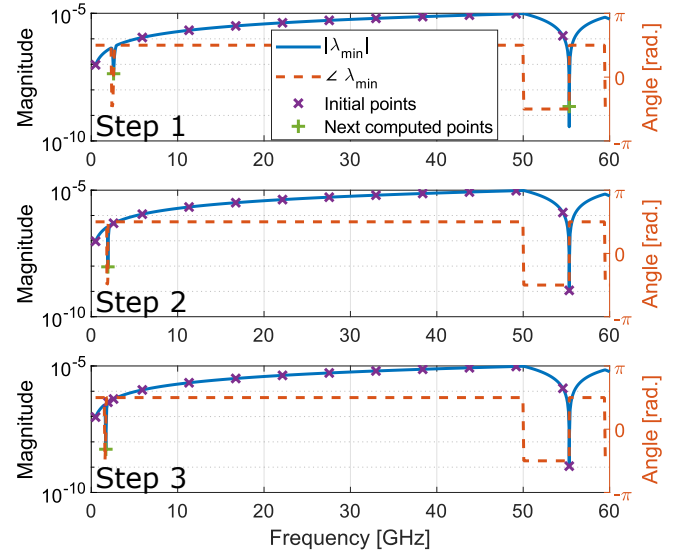 10⁻⁵
10⁻¹⁰
Magnitude
Step 1
|λ_min|
∠ λ_min
Initial points
Next computed points
π
0
-π
Angle [rad.]
0 10 20 30 40 50 60
10⁻⁵
10⁻¹⁰
Magnitude
Step 2
π
0
-π
Angle [rad.]
0 10 20 30 40 50 60
10⁻⁵
10⁻¹⁰
Magnitude
Step 3
π
0
-π
Angle [rad.]
0 10 20 30 40 50 60
Frequency [GHz]